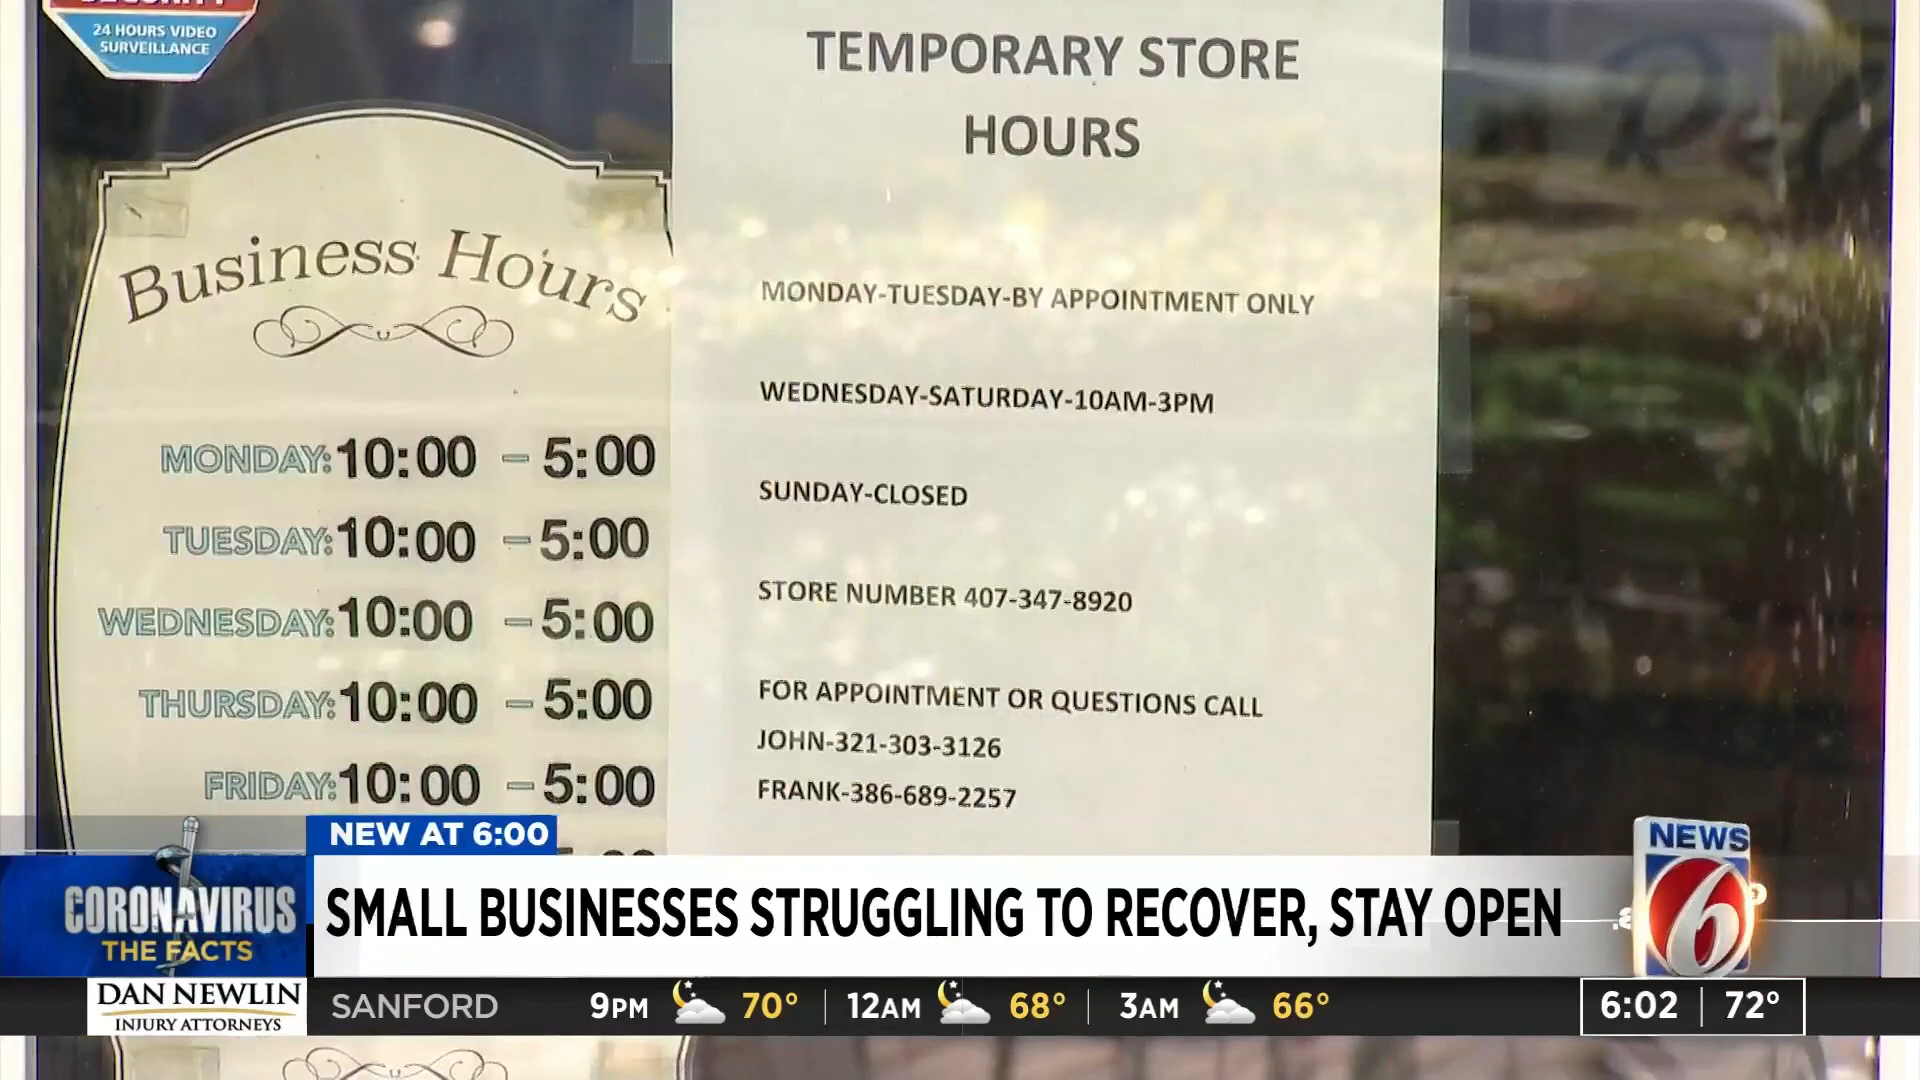 24 HOURS VIDEO
SURVEILLANCE
Business Hours
MONDAY: 10:00 – 5:00
TUESDAY: 10:00 – 5:00
WEDNESDAY: 10:00 – 5:00
THURSDAY: 10:00 – 5:00
FRIDAY: 10:00 – 5:00
TEMPORARY STORE
HOURS
MONDAY-TUESDAY-BY APPOINTMENT ONLY
WEDNESDAY-SATURDAY-10AM-3PM
SUNDAY-CLOSED
STORE NUMBER 407-347-8920
FOR APPOINTMENT OR QUESTIONS CALL
JOHN-321-303-3126
FRANK-386-689-2257
NEW AT 6:00
CORONAVIRUS
THE FACTS
SMALL BUSINESSES STRUGGLING TO RECOVER, STAY OPEN
NEWS
6
DAN NEWLIN
INJURY ATTORNEYS
SANFORD 9PM 70° | 12AM 68° | 3AM 66°
6:02 | 72°